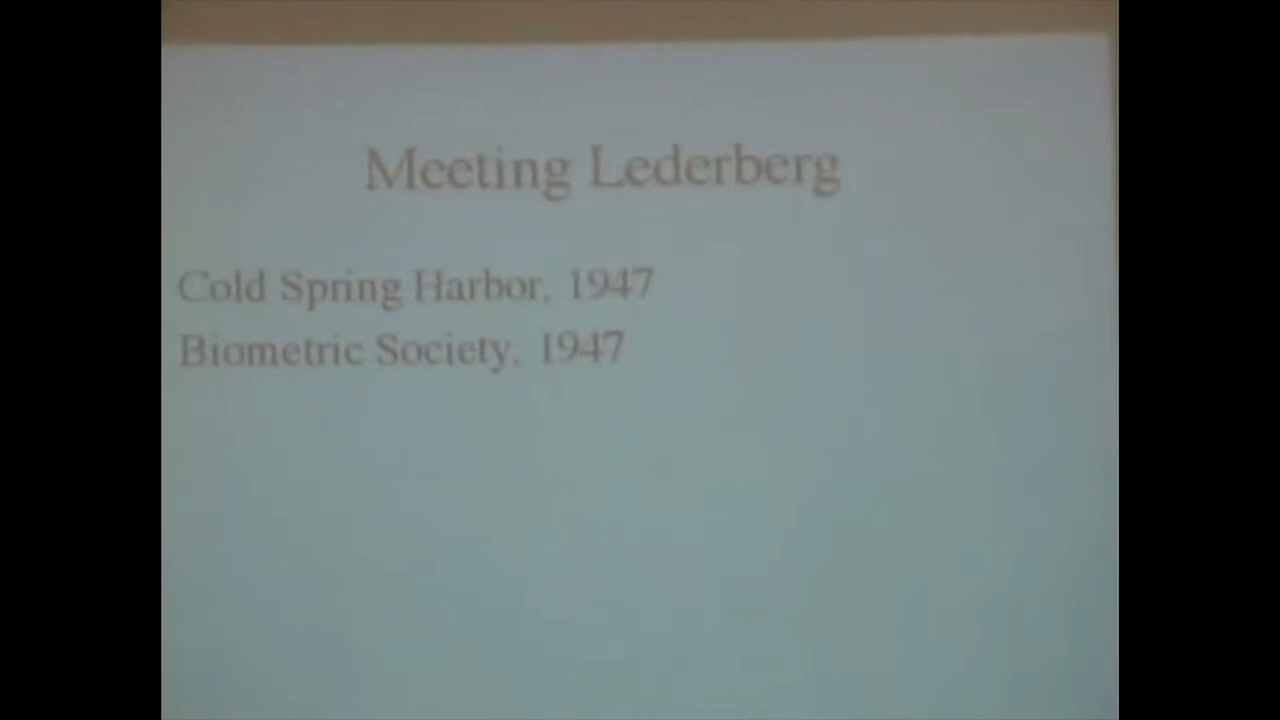 Meeting Lederberg
Cold Spring Harbor, 1947
Biometric Society, 1947